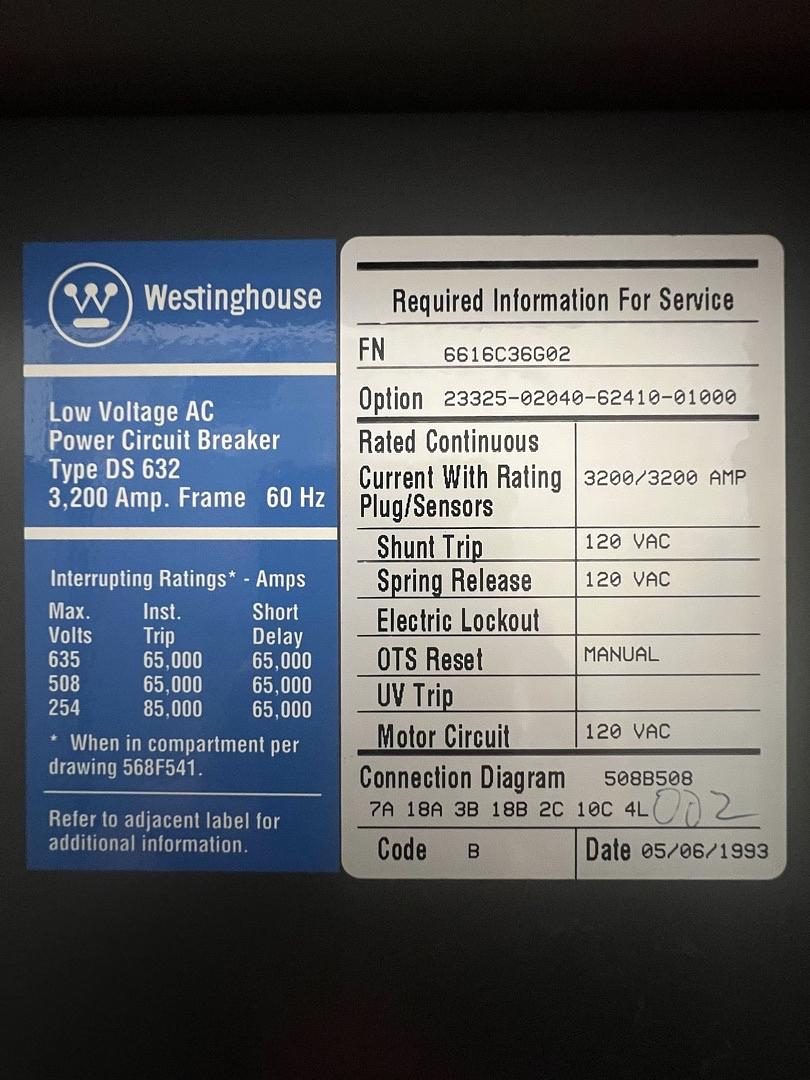 Westinghouse
Low Voltage AC
Power Circuit Breaker
Type DS 632
3,200 Amp. Frame 60 Hz
Interrupting Ratings* - Amps
Max. Inst. Short
Volts Trip Delay
635 65,000 65,000
508 65,000 65,000
254 85,000 65,000
* When in compartment per
drawing 568F541.
Refer to adjacent label for
additional information.
Required Information For Service
FN 6616C36G02
Option 23325-02040-62410-01000
Rated Continuous
Current With Rating 3200/3200 AMP
Plug/Sensors
Shunt Trip 120 VAC
Spring Release 120 VAC
Electric Lockout
OTS Reset MANUAL
UV Trip
Motor Circuit 120 VAC
Connection Diagram 508B508
7A 18A 3B 18B 2C 10C 4L 002
Code B Date 05/06/1993